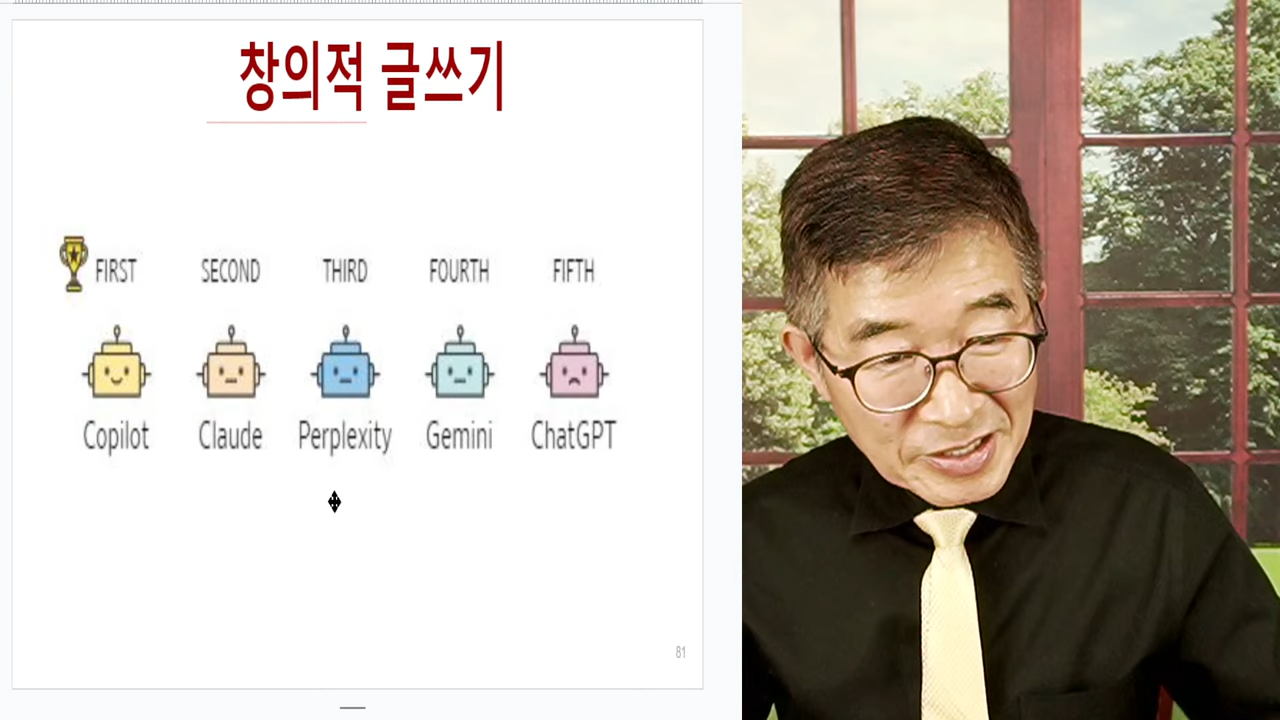 창의적 글쓰기
FIRST SECOND THIRD FOURTH FIFTH
Copilot Claude Perplexity Gemini ChatGPT
81